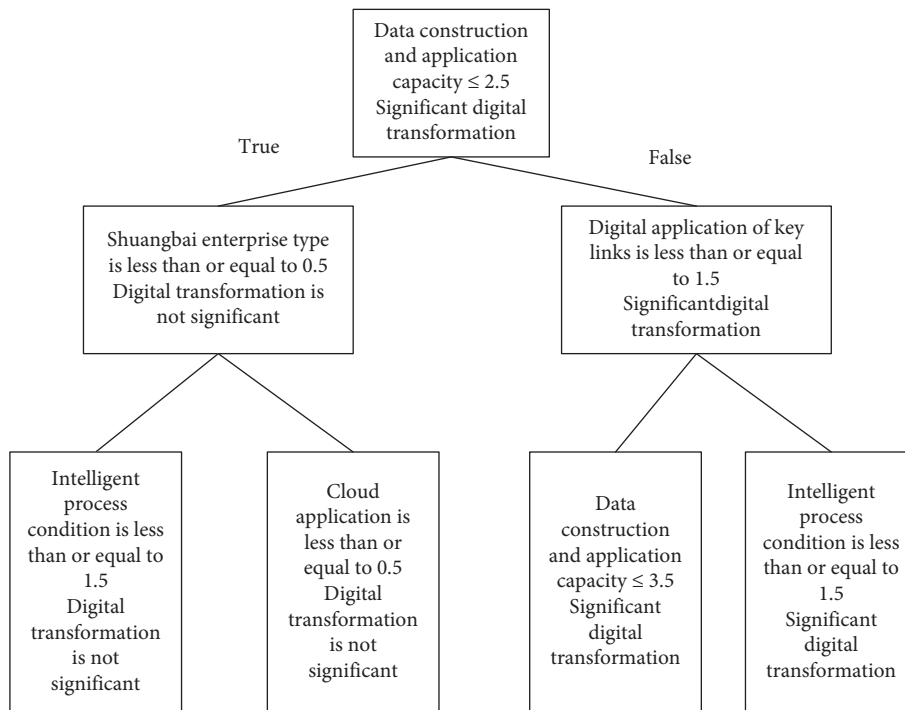 Data construction
and application
capacity ≤ 2.5
Significant digital
transformation
True
False
Shuangbai enterprise type
is less than or equal to 0.5
Digital transformation is
not significant
Digital application of key
links is less than or equal
to 1.5
Significantdigital
transformation
Intelligent
process
condition is less
than or equal to
1.5
Digital
transformation
is not
significant
Cloud
application is
less than or
equal to 0.5
Digital
transformation
is not
significant
Data
construction
and application
capacity ≤ 3.5
Significant
digital
transformation
Intelligent
process
condition is less
than or equal to
1.5
Significant
digital
transformation